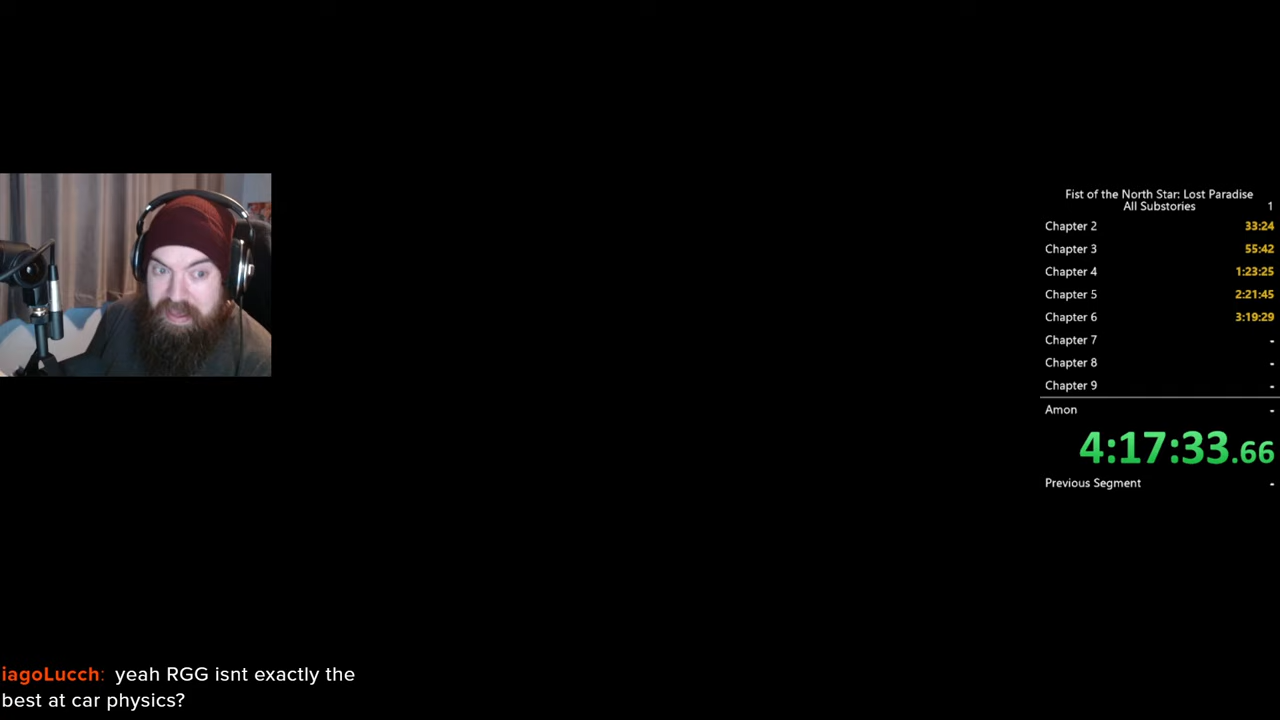 Fist of the North Star: Lost Paradise
All Substories 1
Chapter 2 33:24
Chapter 3 55:42
Chapter 4 1:23:25
Chapter 5 2:21:45
Chapter 6 3:19:29
Chapter 7 -
Chapter 8 -
Chapter 9 -
Amon -
4:17:33.66
Previous Segment -
iagoLucch: yeah RGG isnt exactly the
best at car physics?